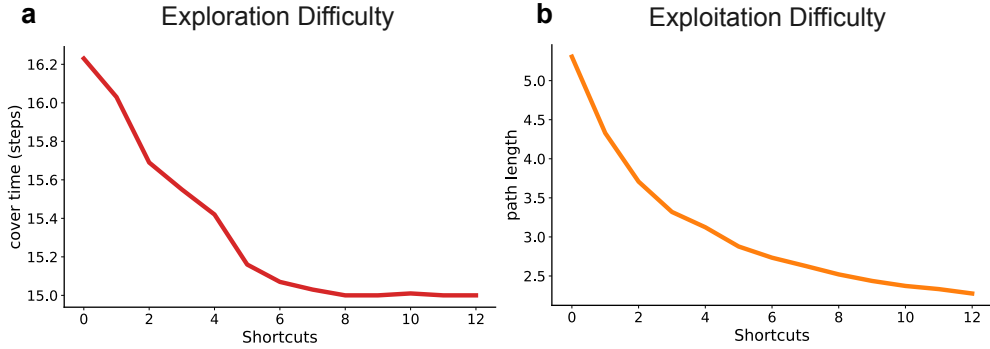 a
Exploration Difficulty
cover time (steps)
16.2
16.0
15.8
15.6
15.4
15.2
15.0
0 2 4 6 8 10 12
Shortcuts
b
Exploitation Difficulty
path length
5.0
4.5
4.0
3.5
3.0
2.5
0 2 4 6 8 10 12
Shortcuts